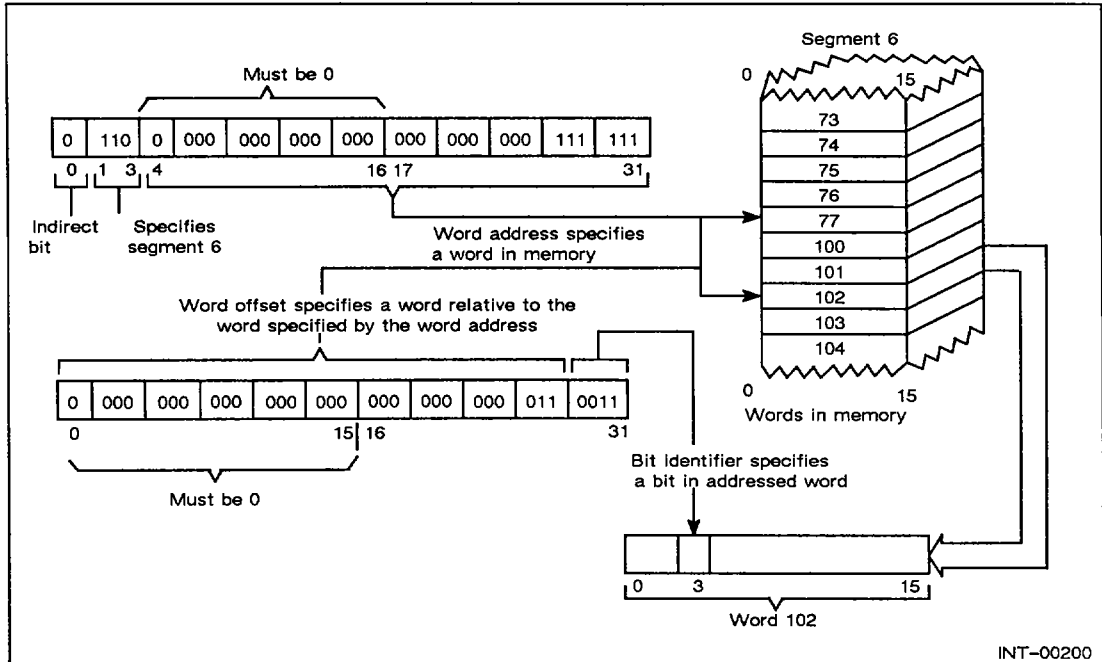 Segment 6
0 15
Must be 0
0 110 0 000 000 000 000 000 000 000 111 111
0 1 3 4 16 17 31
Indirect bit
Specifies segment 6
Word address specifies a word in memory
73
74
75
76
77
100
101
102
103
104
0 15
Words in memory
Word offset specifies a word relative to the
word specified by the word address
0 000 000 000 000 000 000 000 000 011 0011
0 15 16 31
Must be 0
Bit Identifier specifies
a bit in addressed word
0 3 15
Word 102
INT-00200